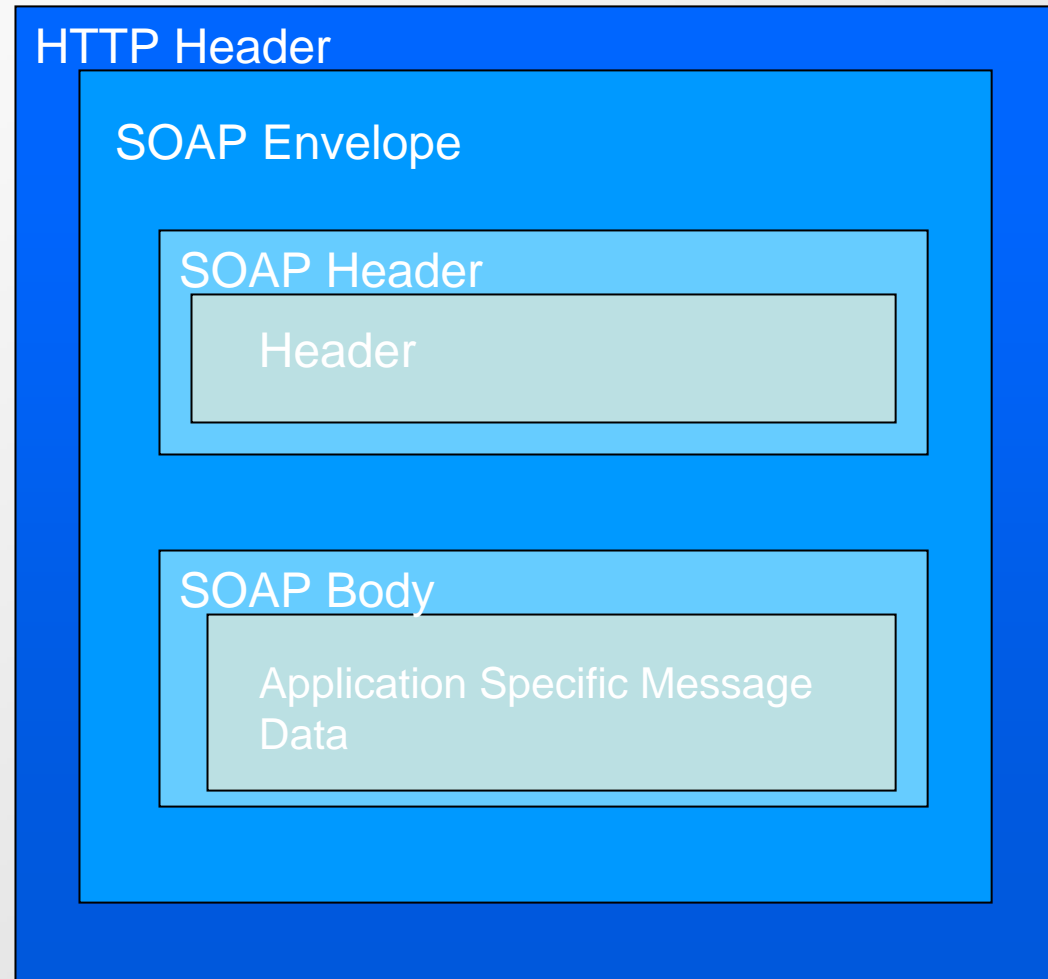 HTTP Header
SOAP Envelope
SOAP Header
Header
SOAP Body
Application Specific Message
Data